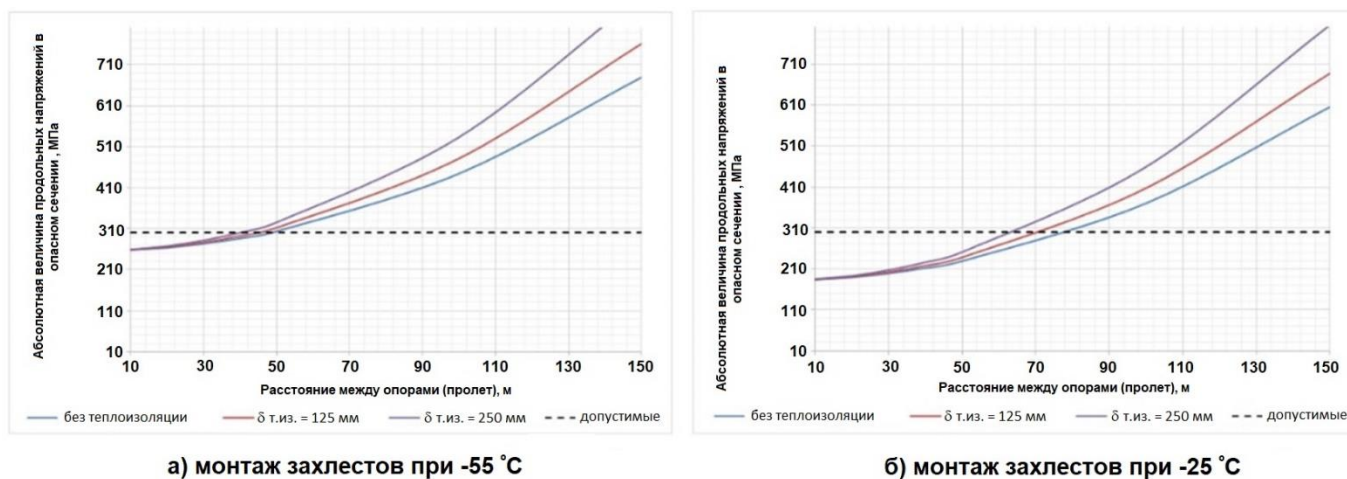 Абсолютная величина продольных напряжений в
опасном сечении , МПа
710
610
510
410
310
210
110
10
10 30 50 70 90 110 130 150
Расстояние между опорами (пролет), м
без теплоизоляции δ т.из. = 125 мм δ т.из. = 250 мм допустимые
а) монтаж захлестов при -55 ˚С
Абсолютная величина продольных напряжений в
опасном сечении , МПа
710
610
510
410
310
210
110
10
10 30 50 70 90 110 130 150
Расстояние между опорами (пролет), м
без теплоизоляции δ т.из. = 125 мм δ т.из. = 250 мм допустимые
б) монтаж захлестов при -25 ˚С